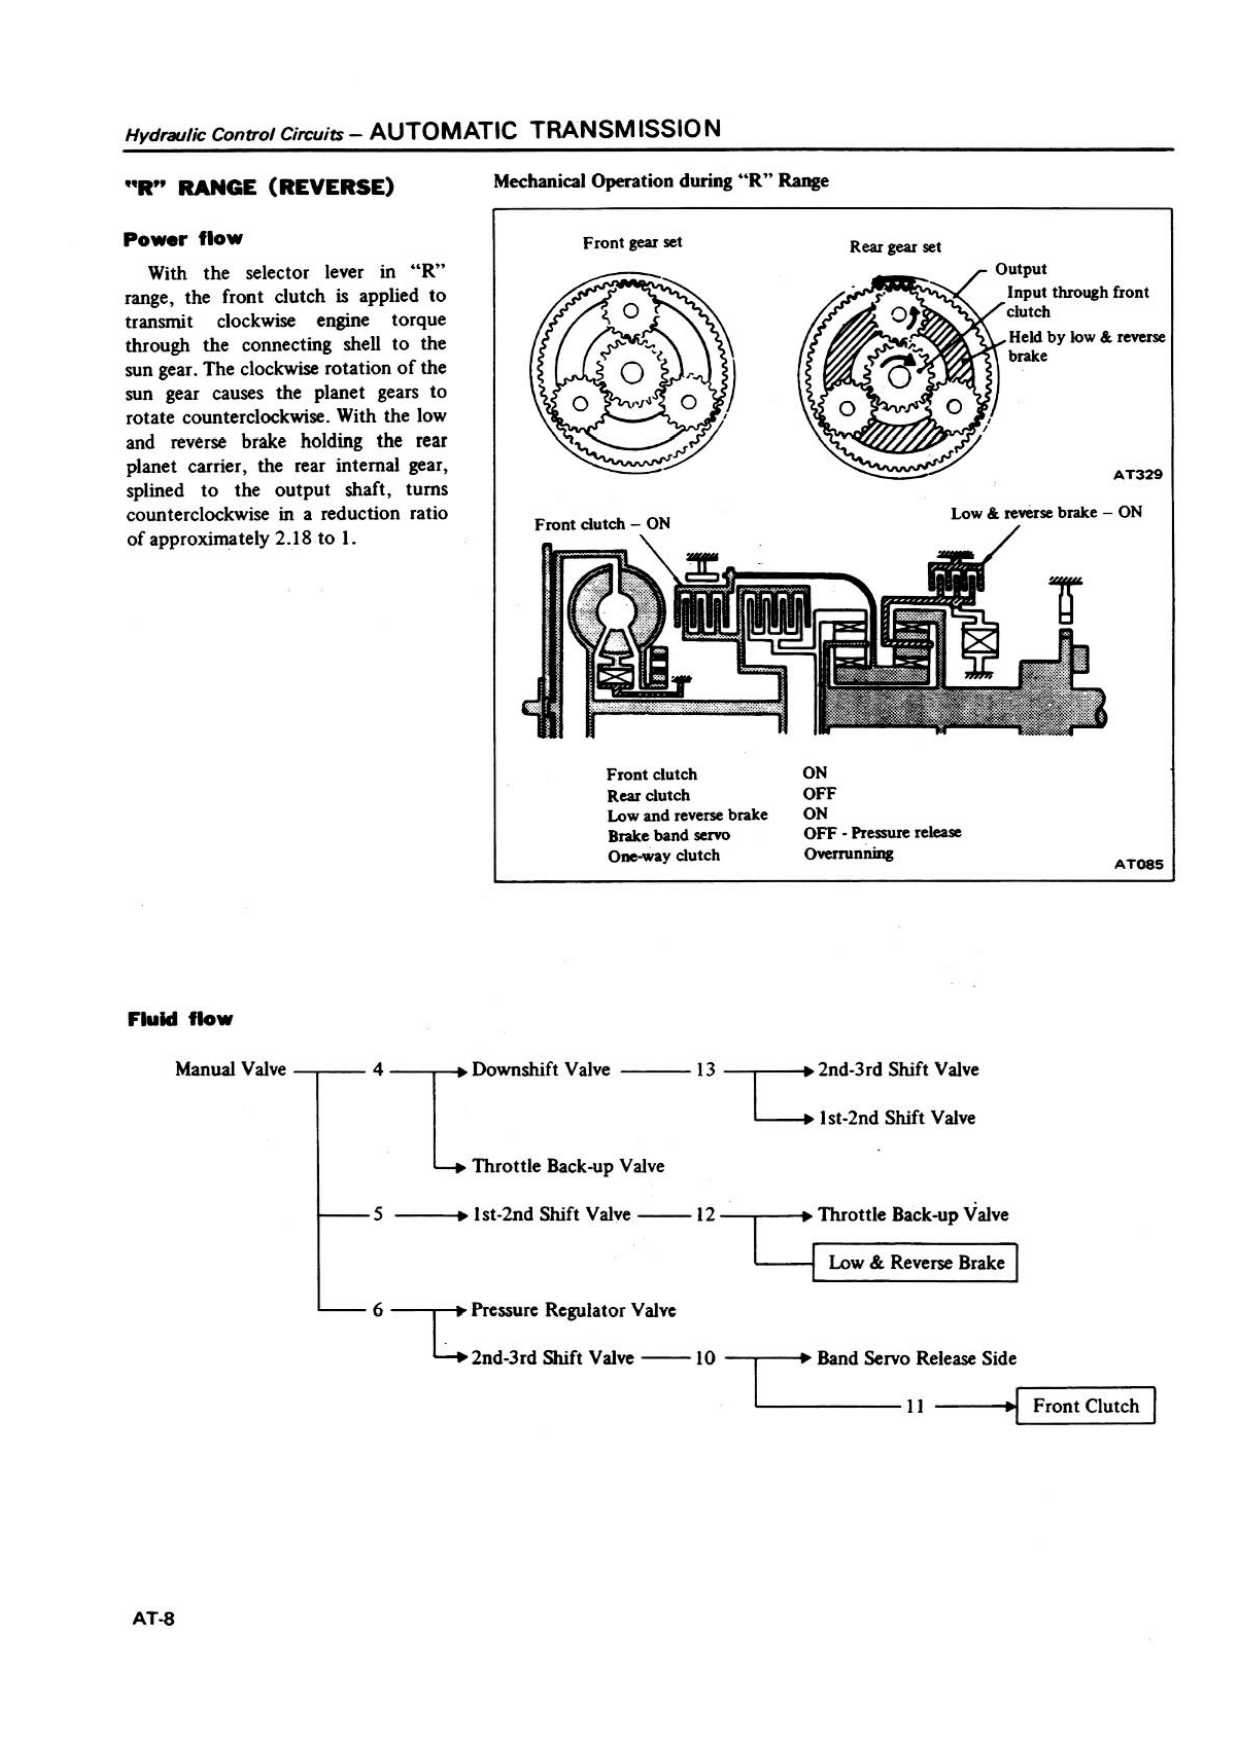 Hydraulic Control Circuits – AUTOMATIC TRANSMISSION
"R" RANGE (REVERSE)
Power flow
With the selector lever in "R"
range, the front clutch is applied to
transmit clockwise engine torque
through the connecting shell to the
sun gear. The clockwise rotation of the
sun gear causes the planet gears to
rotate counterclockwise. With the low
and reverse brake holding the rear
planet carrier, the rear internal gear,
splined to the output shaft, turns
counterclockwise in a reduction ratio
of approximately 2.18 to 1.
Mechanical Operation during "R" Range
Front gear set
Rear gear set
Output
Input through front
clutch
Held by low & reverse
brake
AT329
Front clutch – ON
Low & reverse brake – ON
Front clutch ON
Rear clutch OFF
Low and reverse brake ON
Brake band servo OFF - Pressure release
One-way clutch Overrunning
AT085
Fluid flow
Manual Valve 4 Downshift Valve 13 2nd-3rd Shift Valve
1st-2nd Shift Valve
Throttle Back-up Valve
5 1st-2nd Shift Valve 12 Throttle Back-up Valve
Low & Reverse Brake
6 Pressure Regulator Valve
2nd-3rd Shift Valve 10 Band Servo Release Side
11 Front Clutch
AT-8